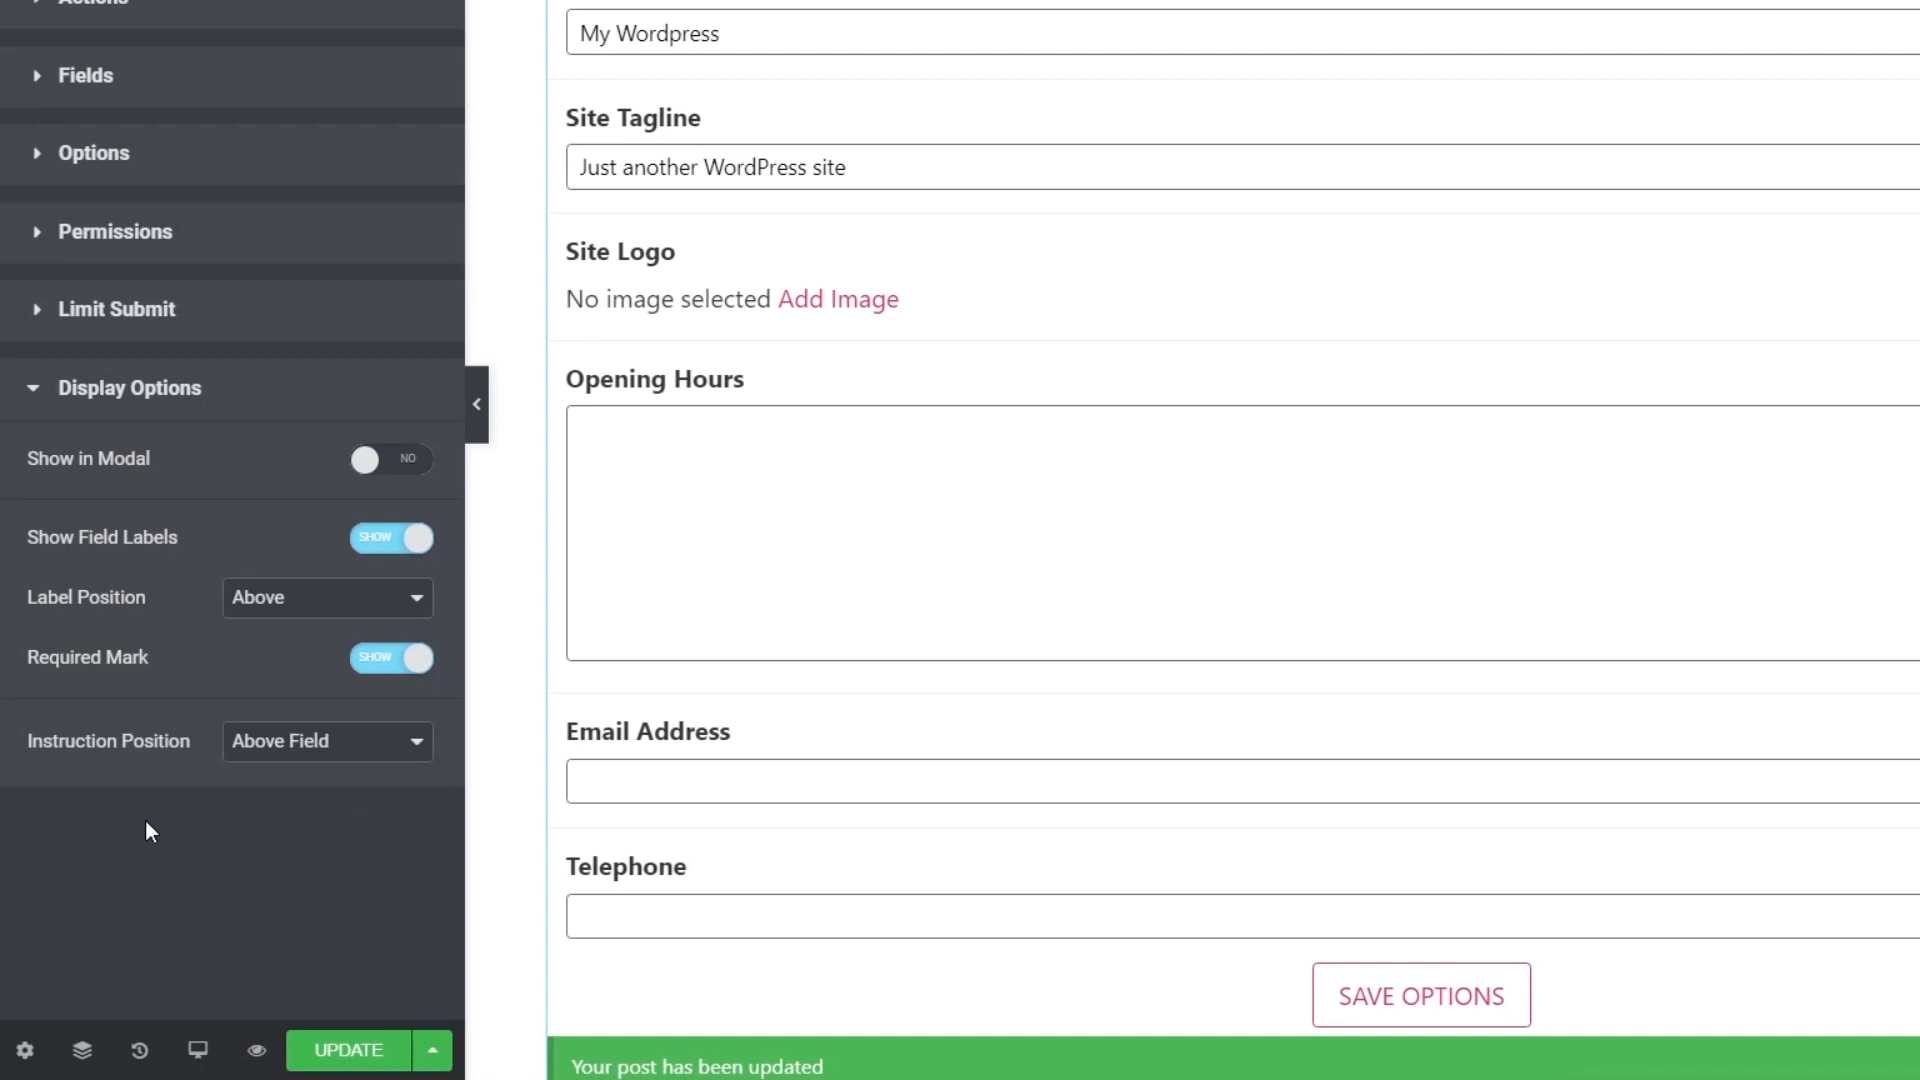 Actions
Fields
Options
Permissions
Limit Submit
Display Options
Show in Modal
NO
Show Field Labels
SHOW
Label Position
Above
Required Mark
SHOW
Instruction Position
Above Field
UPDATE
My Wordpress
Site Tagline
Just another WordPress site
Site Logo
No image selected Add Image
Opening Hours
Email Address
Telephone
SAVE OPTIONS
Your post has been updated